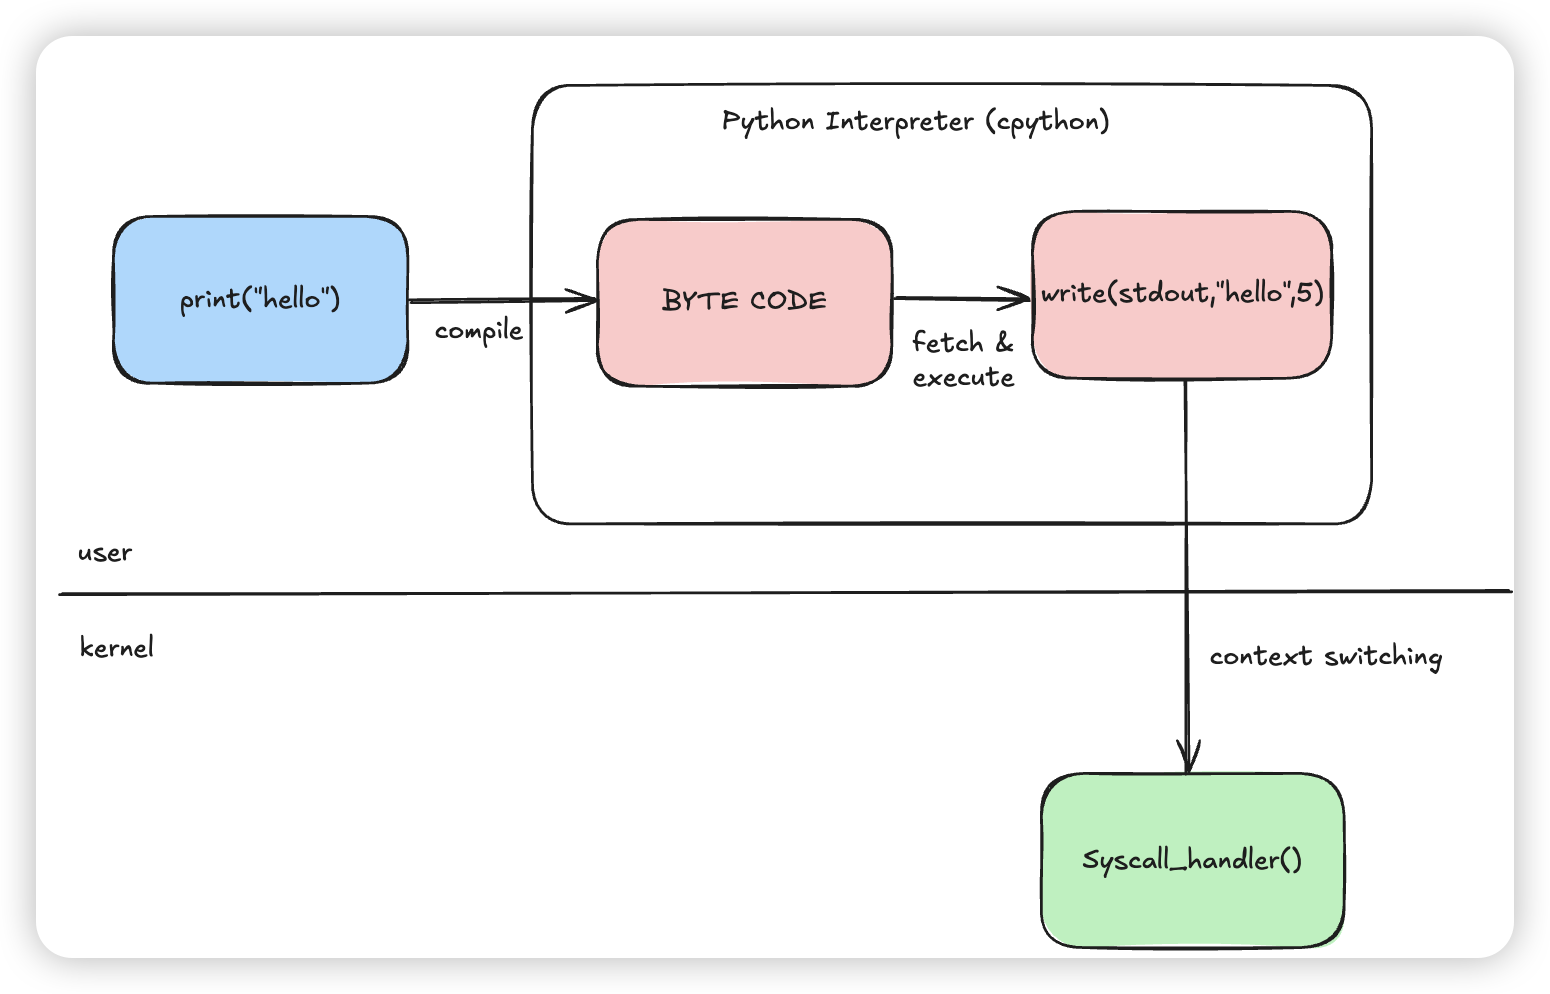 Python Interpreter (cpython)
print("hello")
compile
BYTE CODE
fetch &
execute
write(stdout,"hello",5)
user
kernel
context switching
Syscall_handler()